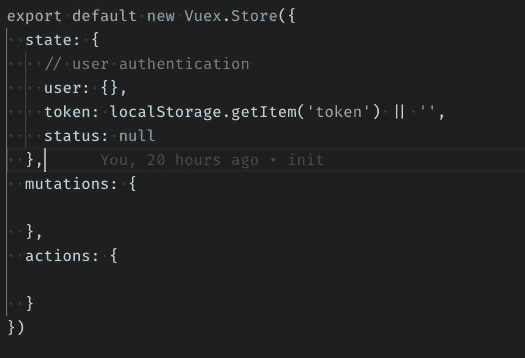 export default new Vuex.Store({
  state: {
    // user authentication
    user: {},
    token: localStorage.getItem('token') || '',
    status: null
  },      You, 20 hours ago • init
  mutations: {

  },
  actions: {

  }
})